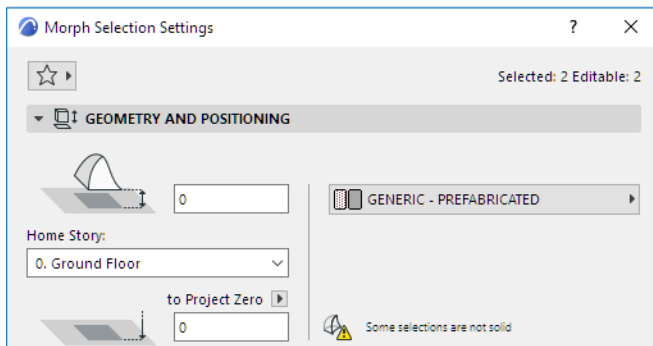 Morph Selection Settings
?
Selected: 2 Editable: 2
GEOMETRY AND POSITIONING
0
GENERIC - PREFABRICATED
Home Story:
0. Ground Floor
to Project Zero
0
Some selections are not solid